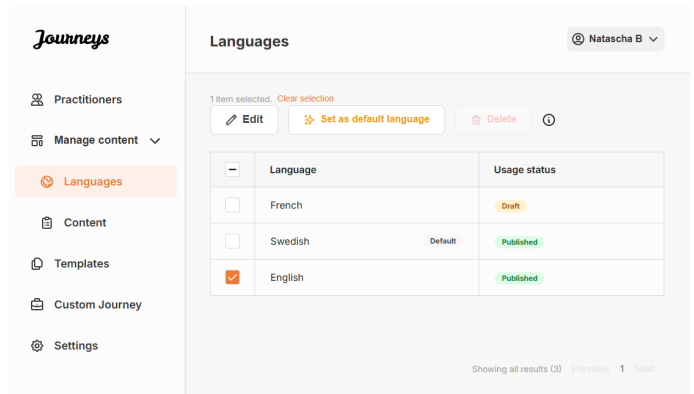 Journeys
Languages
Natascha B
Practitioners
Manage content
Languages
Content
Templates
Custom Journey
Settings
1 item selected. Clear selection
Edit
Set as default language
Delete
Language Usage status
French Draft
Swedish Default Published
English Published
Showing all results (3) Previous 1 Next